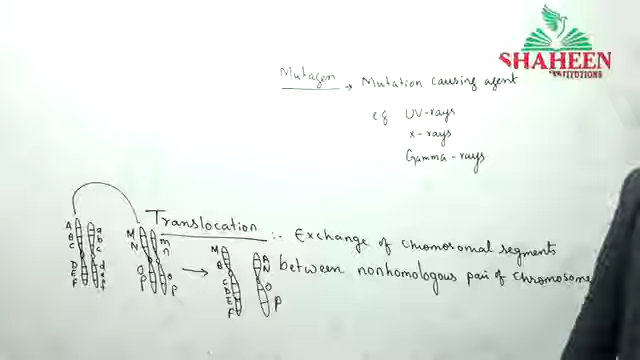 SHAHEEN
INSTITUTIONS
Mutagen → Mutation causing agent
e.g UV-rays
x-rays
Gamma-rays
Translocation :- Exchange of chromosomal segments
between nonhomologous pair of chromosome
A a M m
B b N n
C c
D d O o
E e P p
F f
M A
B N
C O
D P
E
F